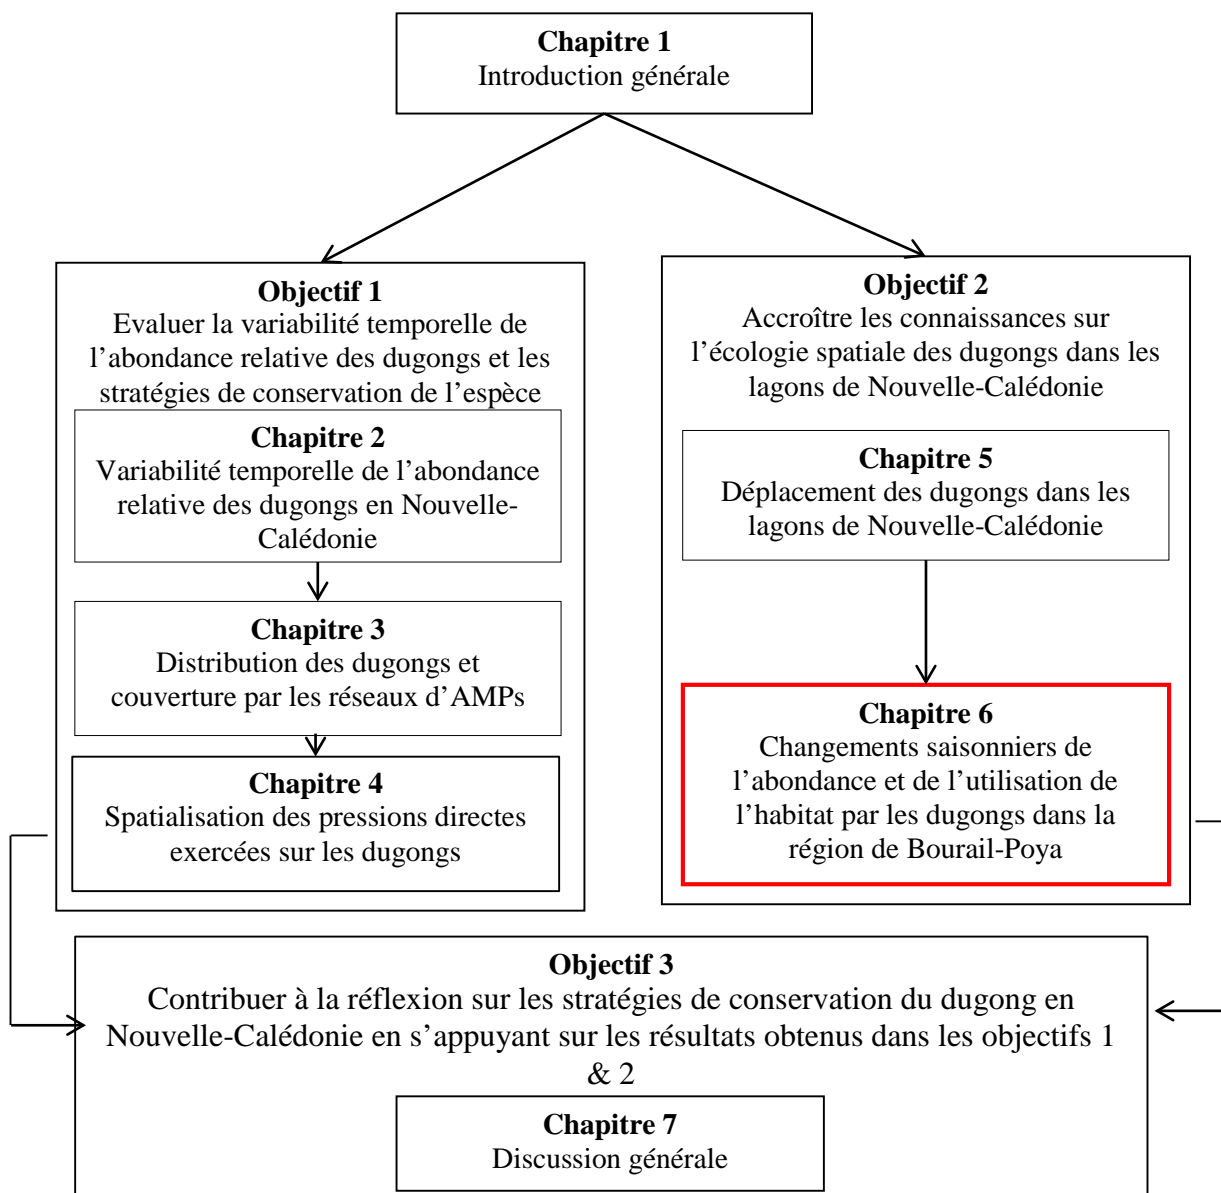 Chapitre 1
Introduction générale
Objectif 1
Evaluer la variabilité temporelle de
l’abondance relative des dugongs et les
stratégies de conservation de l’espèce
Chapitre 2
Variabilité temporelle de l’abondance
relative des dugongs en Nouvelle-
Calédonie
Chapitre 3
Distribution des dugongs et
couverture par les réseaux d’AMPs
Chapitre 4
Spatialisation des pressions directes
exercées sur les dugongs
Objectif 2
Accroître les connaissances sur
l’écologie spatiale des dugongs dans les
lagons de Nouvelle-Calédonie
Chapitre 5
Déplacement des dugongs dans les
lagons de Nouvelle-Calédonie
Chapitre 6
Changements saisonniers de
l’abondance et de l’utilisation de
l’habitat par les dugongs dans la
région de Bourail-Poya
Objectif 3
Contribuer à la réflexion sur les stratégies de conservation du dugong en
Nouvelle-Calédonie en s’appuyant sur les résultats obtenus dans les objectifs 1
& 2
Chapitre 7
Discussion générale